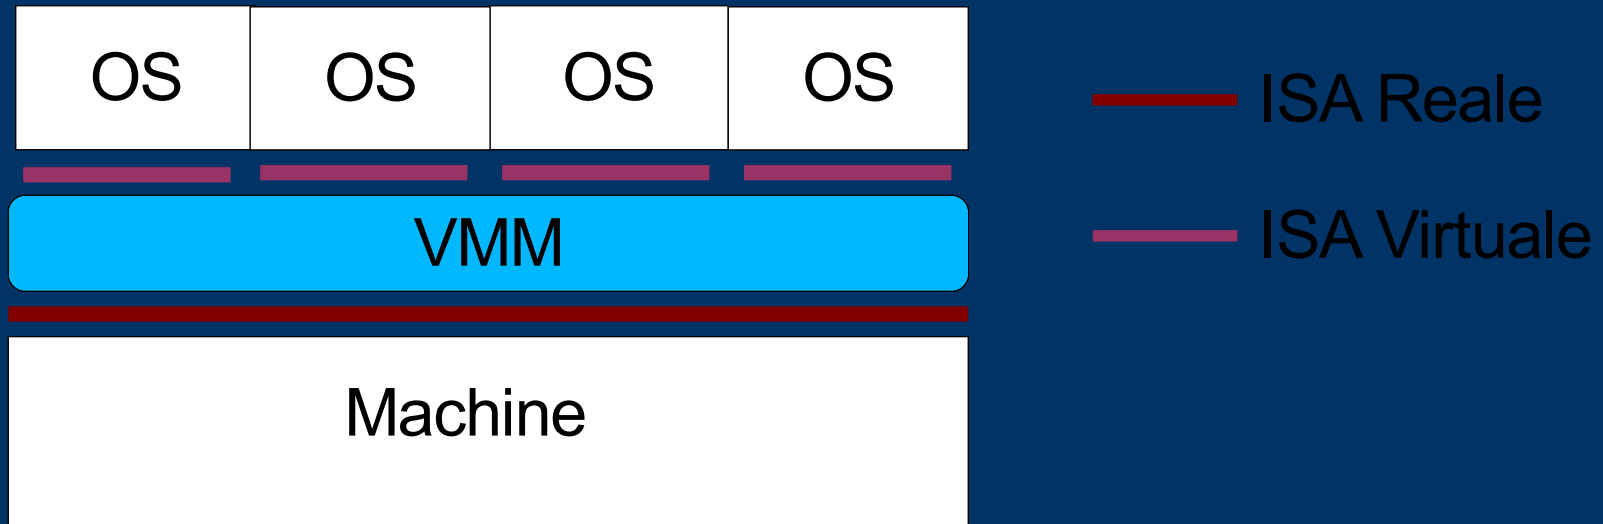 OS OS OS OS
ISA Reale
ISA Virtuale
VMM
Machine